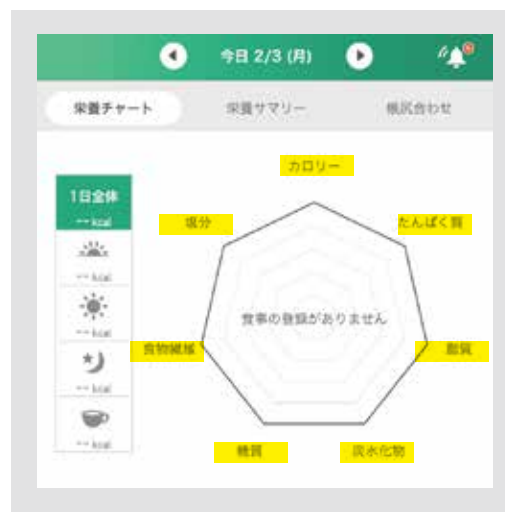 今日 2/3 (月)
栄養チャート
栄養サマリー
帳尻合わせ
カロリー
1日全体
-- kcal
塩分
たんぱく質
-- kcal
食事の登録がありません
-- kcal
食物繊維
脂質
-- kcal
糖質
炭水化物
-- kcal